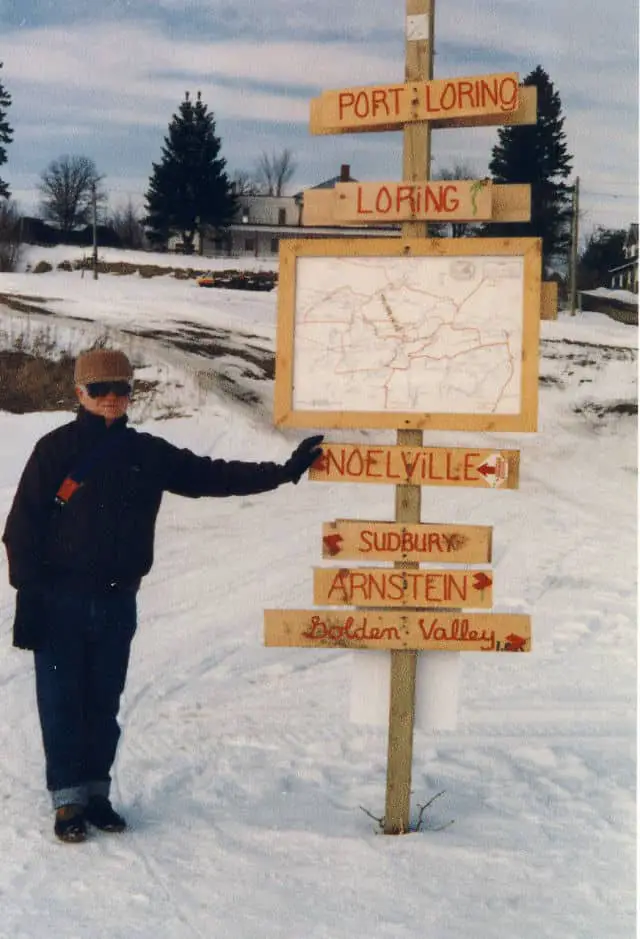 PORT LORING
LORING
NOELVILLE
SUDBURY
ARNSTEIN
Golden Valley